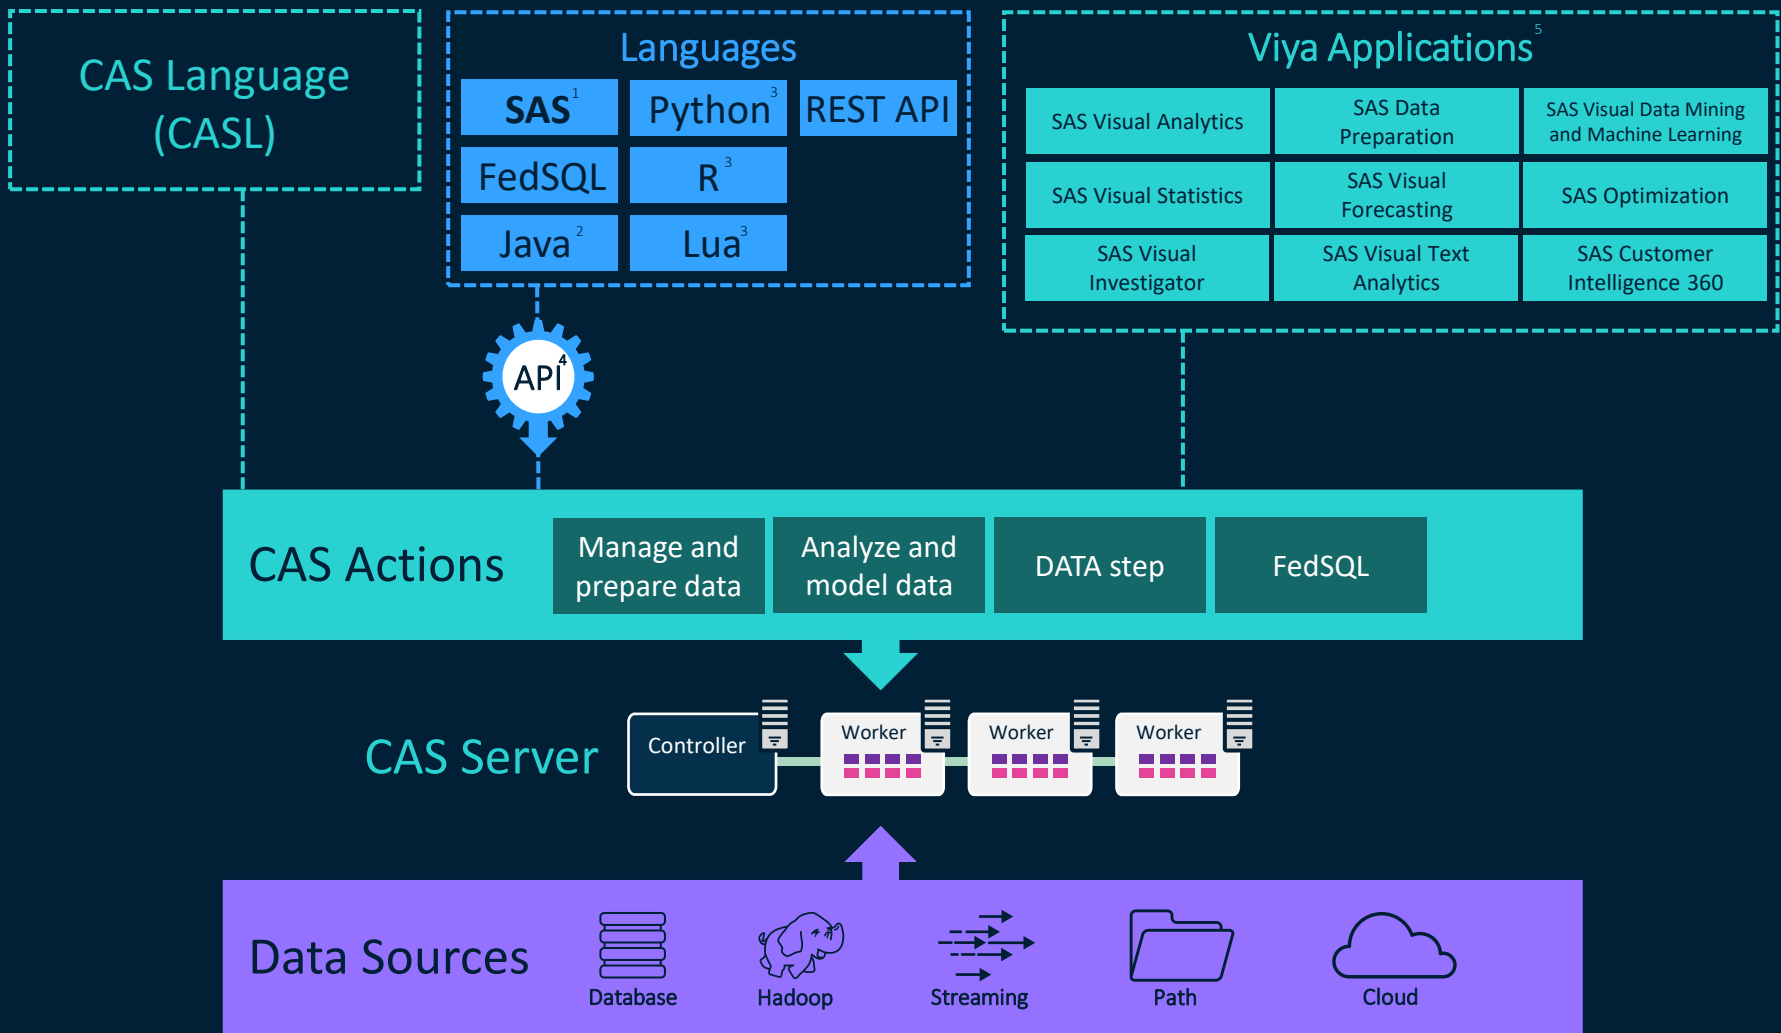 CAS Language
(CASL)
Languages
SAS1
Python3
REST API
FedSQL
R3
Java2
Lua3
API4
Viya Applications5
SAS Visual Analytics
SAS Data
Preparation
SAS Visual Data Mining
and Machine Learning
SAS Visual Statistics
SAS Visual
Forecasting
SAS Optimization
SAS Visual
Investigator
SAS Visual Text
Analytics
SAS Customer
Intelligence 360
CAS Actions
Manage and
prepare data
Analyze and
model data
DATA step
FedSQL
CAS Server
Controller
Worker
Worker
Worker
Data Sources
Database
Hadoop
Streaming
Path
Cloud